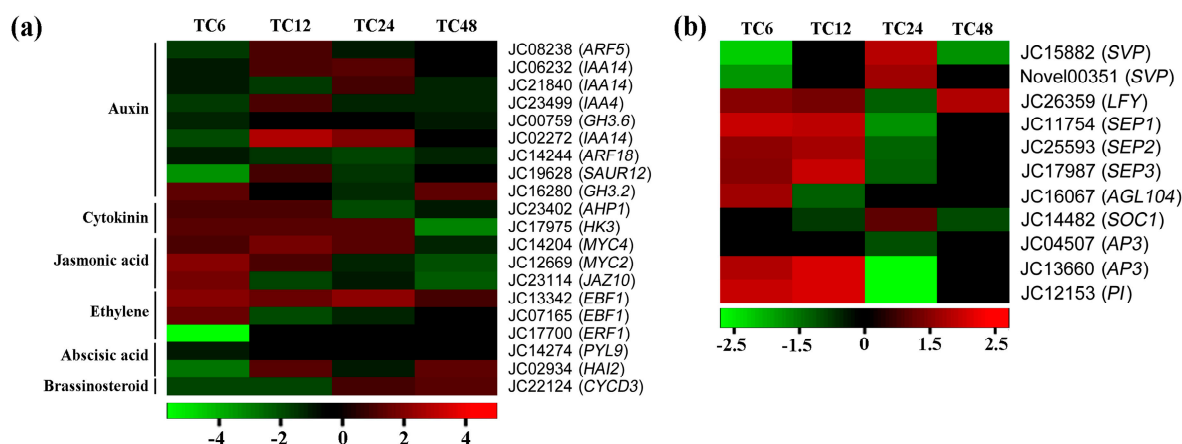 (a)
TC6 TC12 TC24 TC48
Auxin
JC08238 (ARF5)
JC06232 (IAA14)
JC21840 (IAA14)
JC23499 (IAA4)
JC00759 (GH3.6)
JC02272 (IAA14)
JC14244 (ARF18)
JC19628 (SAUR12)
JC16280 (GH3.2)
Cytokinin
JC23402 (AHP1)
JC17975 (HK3)
Jasmonic acid
JC14204 (MYC4)
JC12669 (MYC2)
JC23114 (JAZ10)
Ethylene
JC13342 (EBF1)
JC07165 (EBF1)
JC17700 (ERF1)
Abscisic acid
JC14274 (PYL9)
JC02934 (HAI2)
Brassinosteroid
JC22124 (CYCD3)
-4 -2 0 2 4
(b)
TC6 TC12 TC24 TC48
JC15882 (SVP)
Novel00351 (SVP)
JC26359 (LFY)
JC11754 (SEP1)
JC25593 (SEP2)
JC17987 (SEP3)
JC16067 (AGL104)
JC14482 (SOC1)
JC04507 (AP3)
JC13660 (AP3)
JC12153 (PI)
-2.5 -1.5 0 1.5 2.5